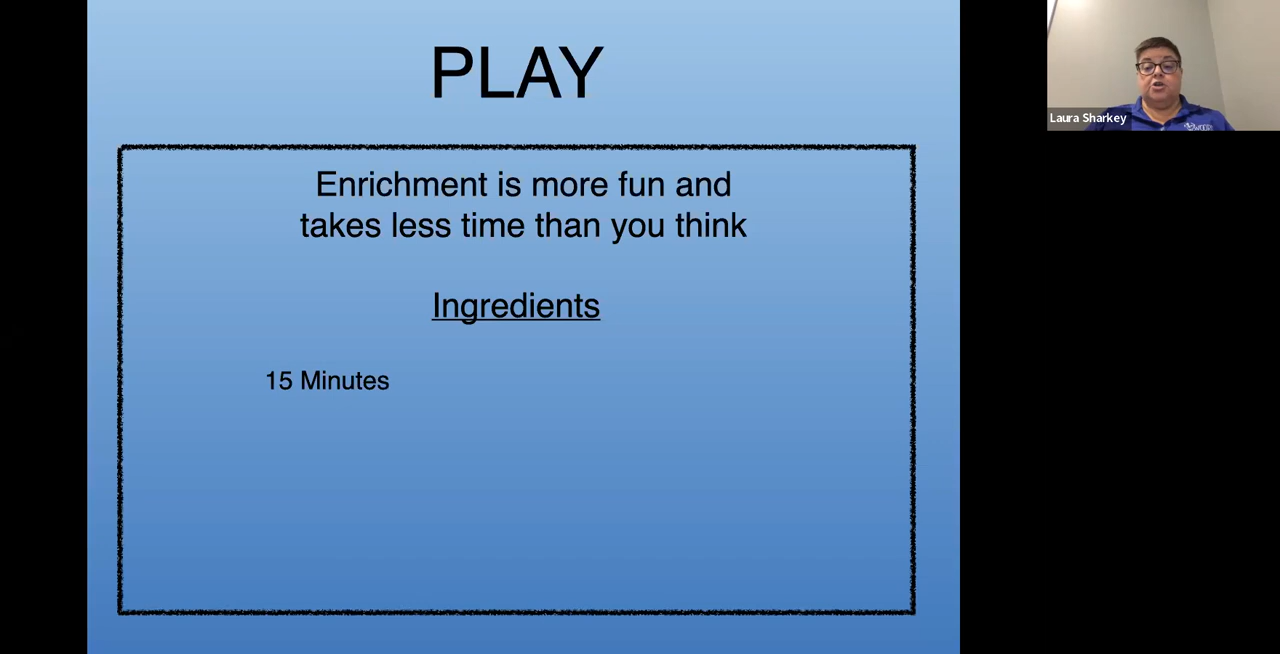 PLAY
Enrichment is more fun and
takes less time than you think
Ingredients
15 Minutes
Laura Sharkey